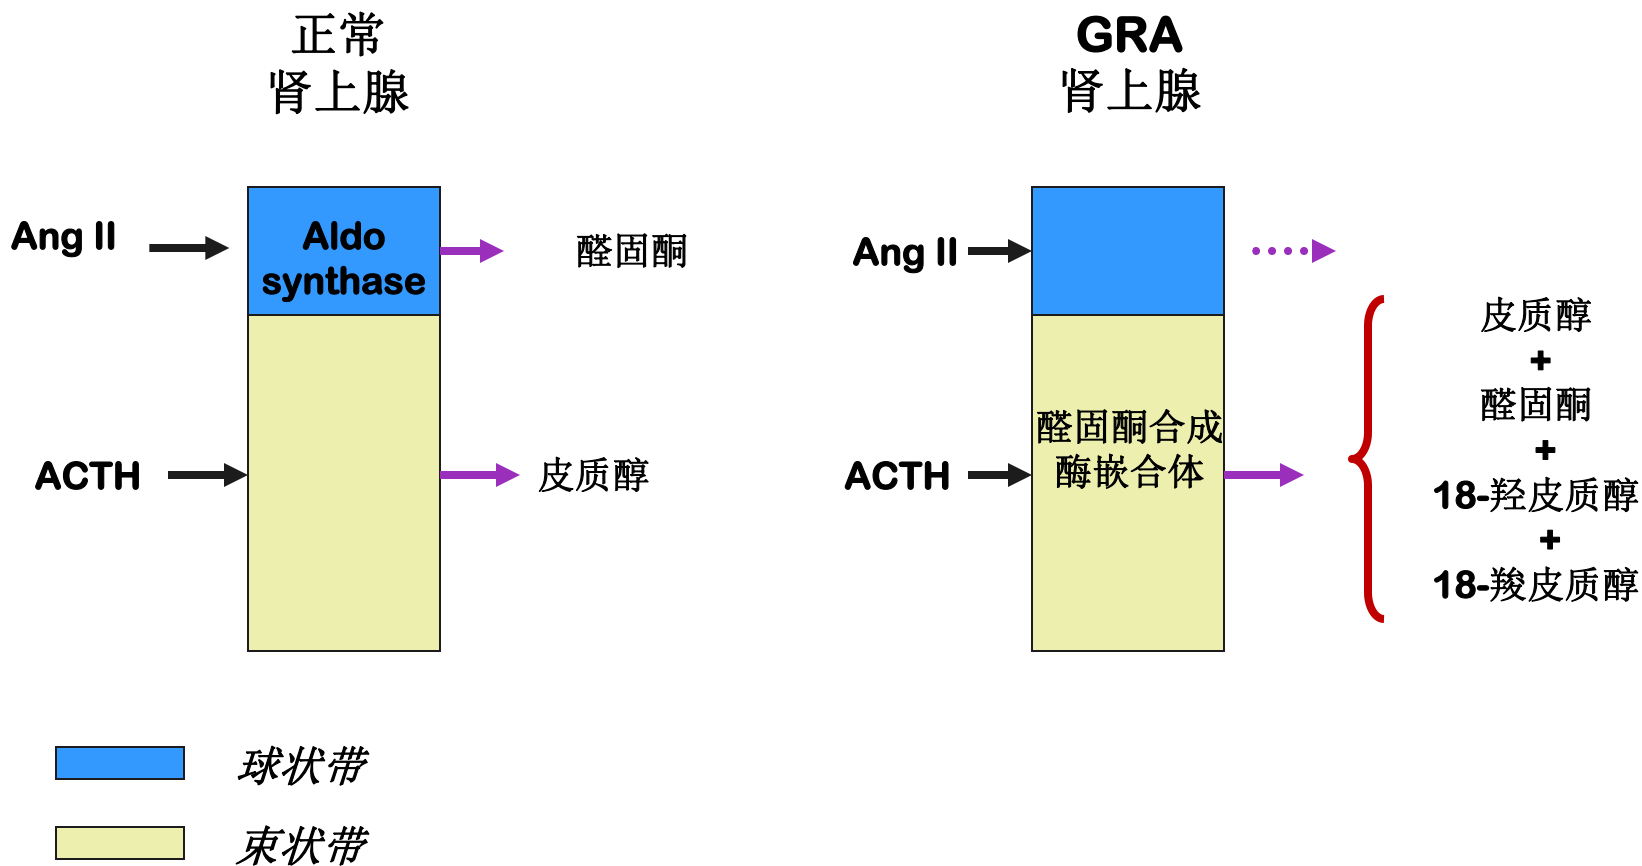 正常
肾上腺
Ang II
Aldo
synthase
醛固酮
ACTH
皮质醇
GRA
肾上腺
Ang II
ACTH
醛固酮合成
酶嵌合体
皮质醇
+
醛固酮
+
18-羟皮质醇
+
18-羧皮质醇
球状带
束状带